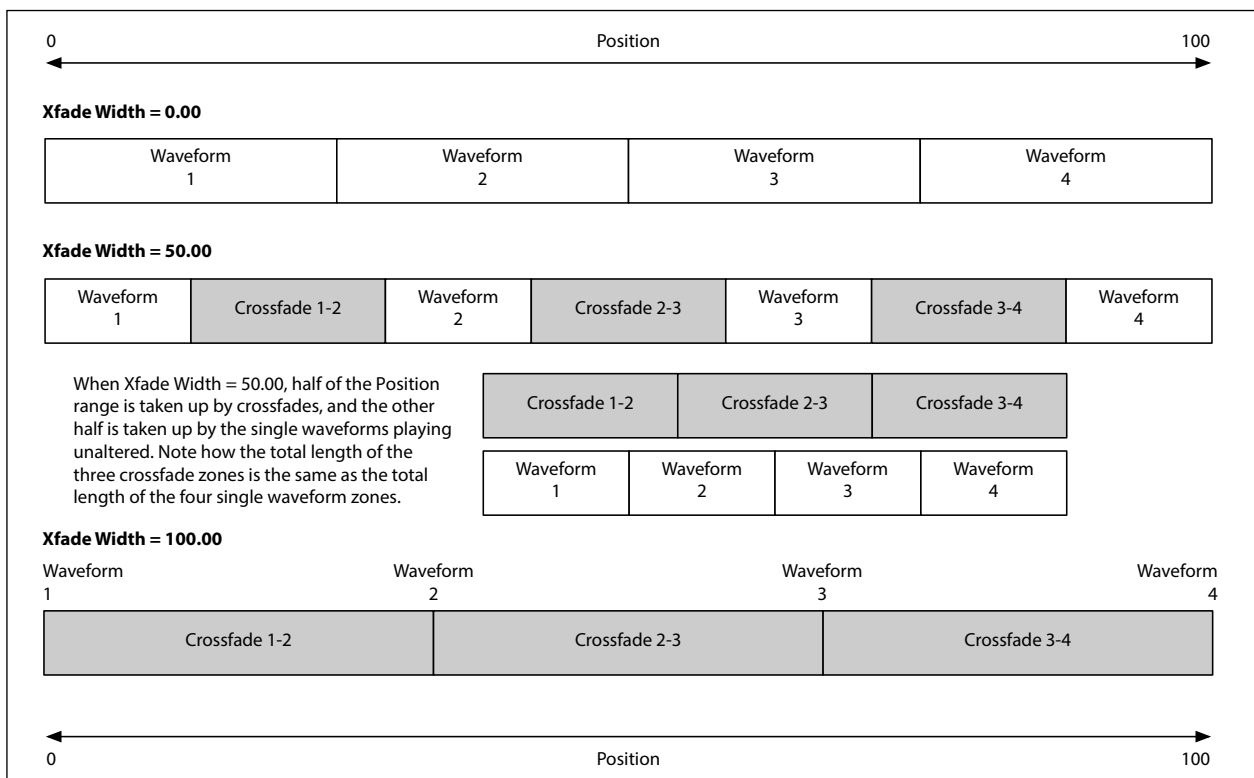 0 Position 100
Xfade Width = 0.00
Waveform Waveform Waveform Waveform
1 2 3 4
Xfade Width = 50.00
Waveform 1 Crossfade 1-2 Waveform 2 Crossfade 2-3 Waveform 3 Crossfade 3-4 Waveform 4
When Xfade Width = 50.00, half of the Position
range is taken up by crossfades, and the other
half is taken up by the single waveforms playing
unaltered. Note how the total length of the
three crossfade zones is the same as the total
length of the four single waveform zones.
Crossfade 1-2 Crossfade 2-3 Crossfade 3-4
Waveform Waveform Waveform Waveform
1 2 3 4
Xfade Width = 100.00
Waveform Waveform Waveform Waveform
1 2 3 4
Crossfade 1-2 Crossfade 2-3 Crossfade 3-4
0 Position 100